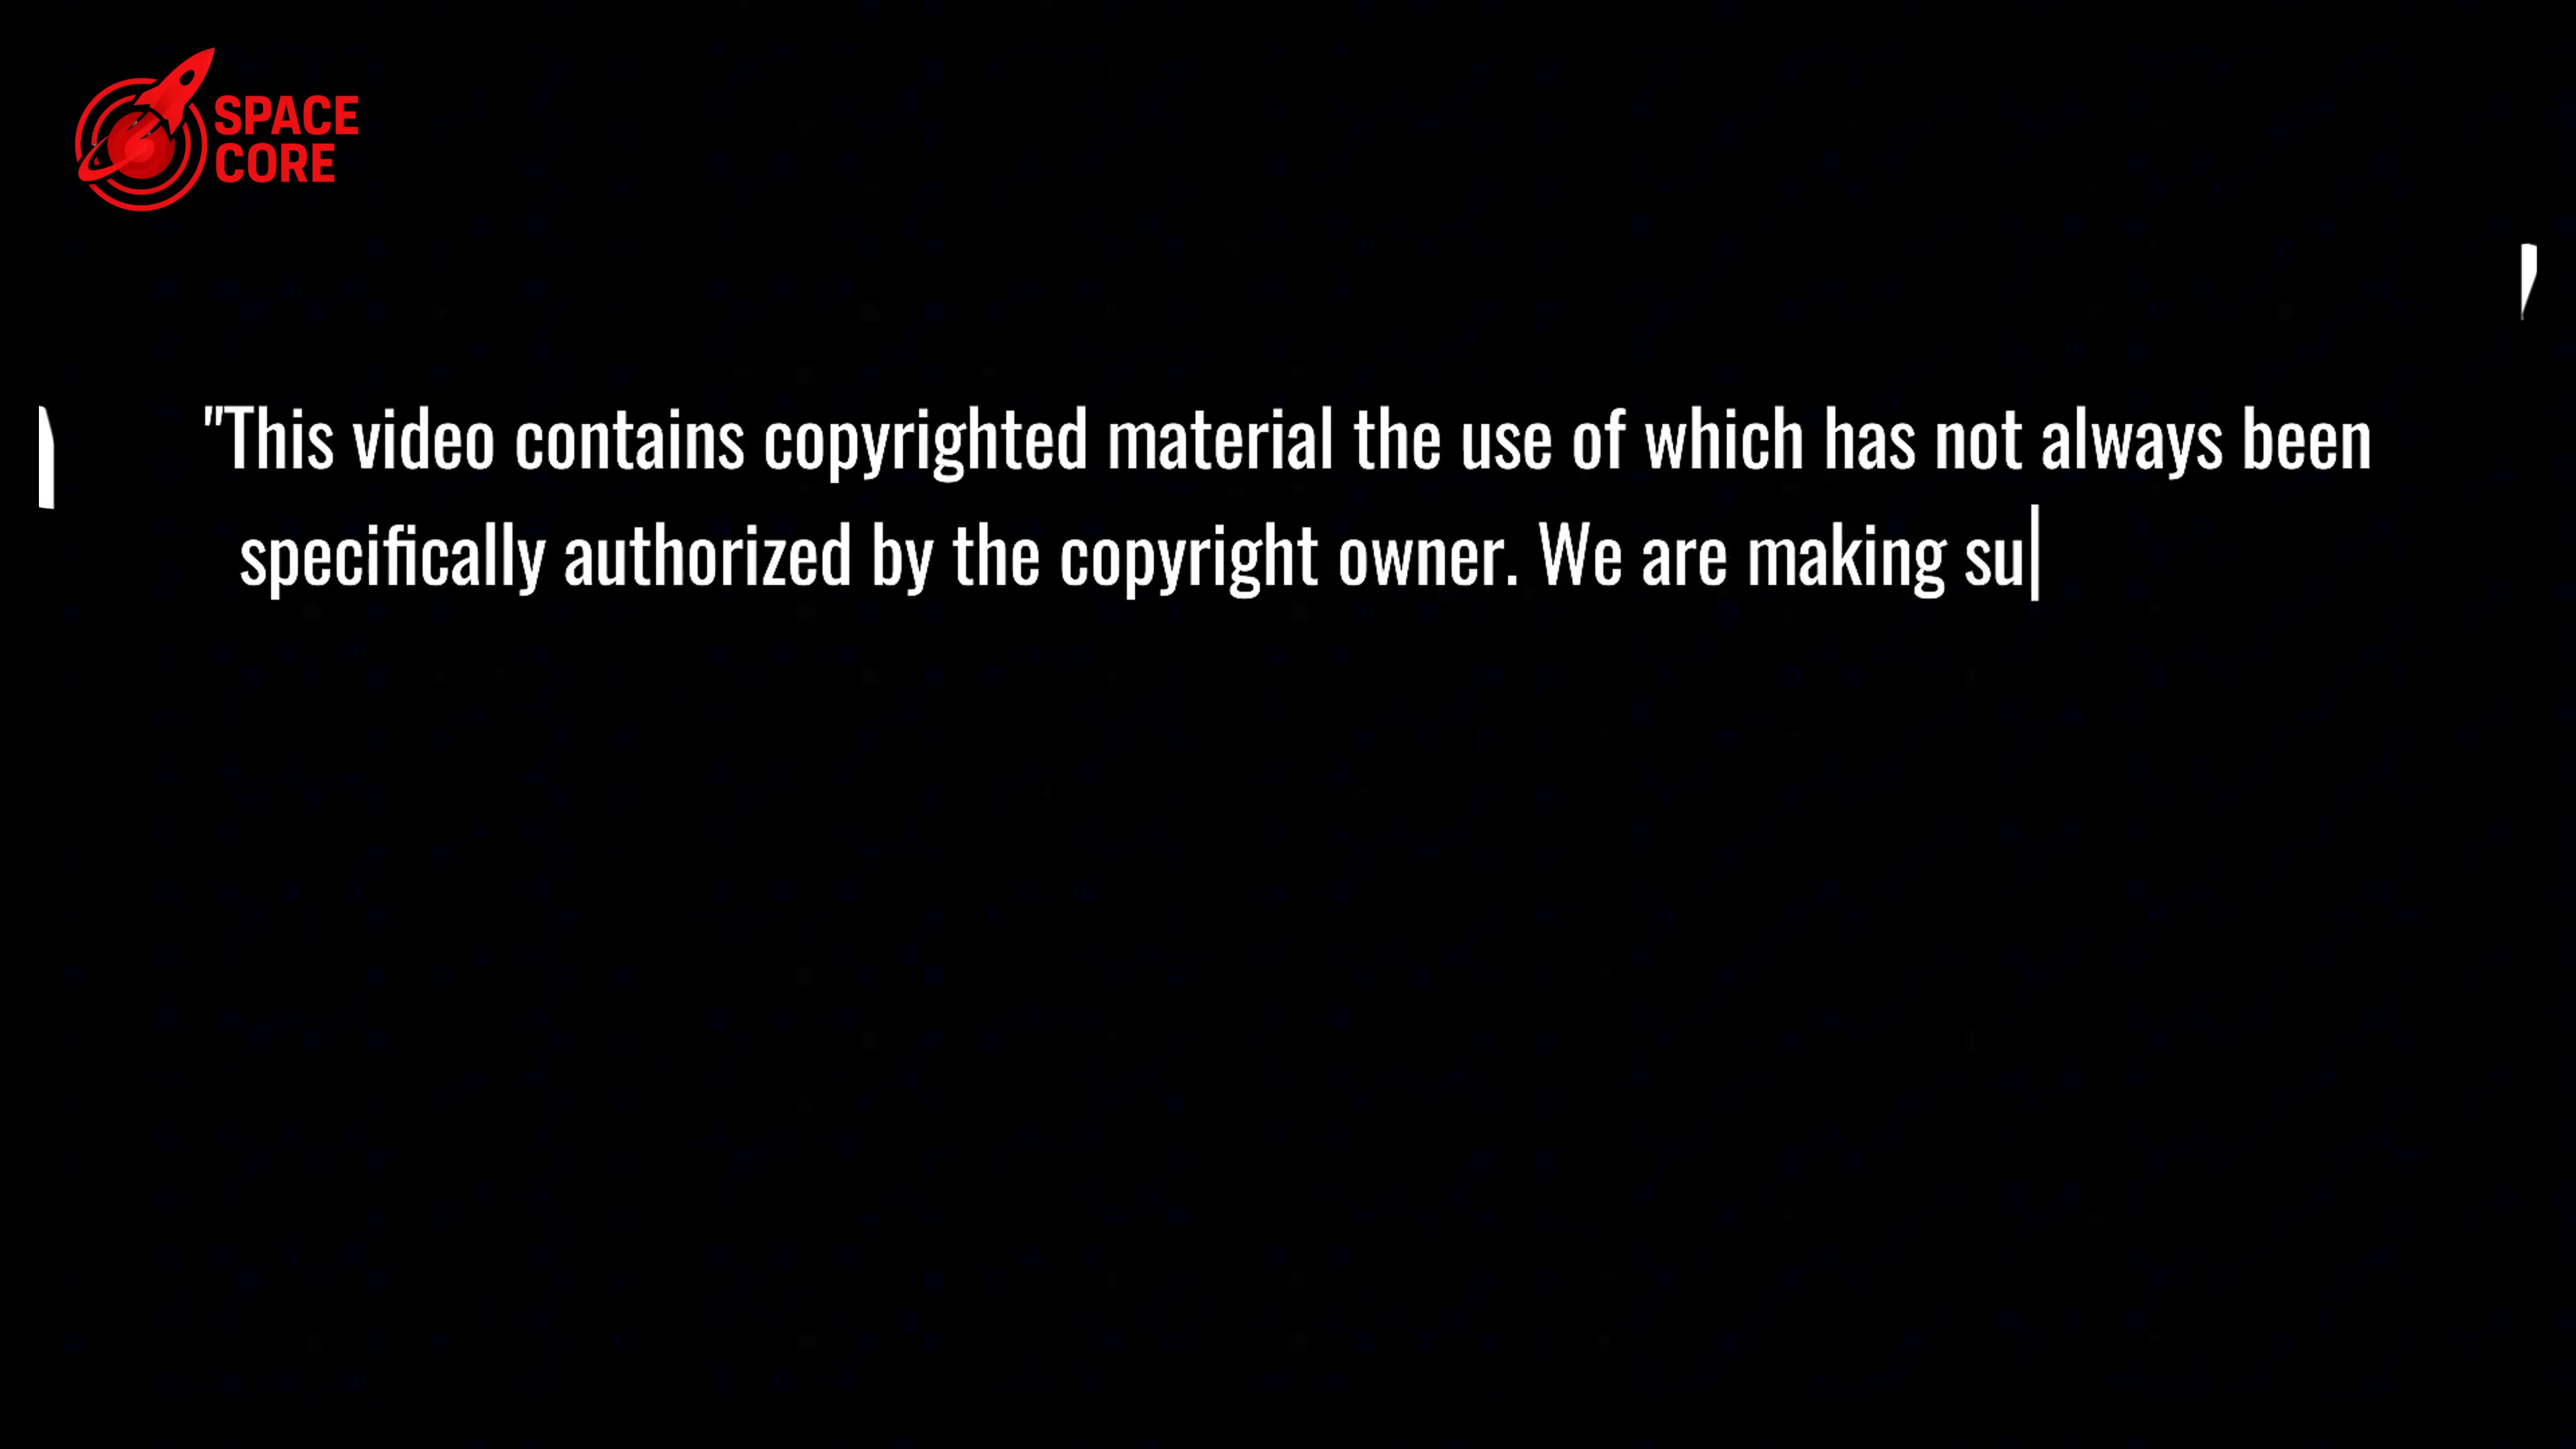 SPACE
CORE
"This video contains copyrighted material the use of which has not always been
specifically authorized by the copyright owner. We are making su